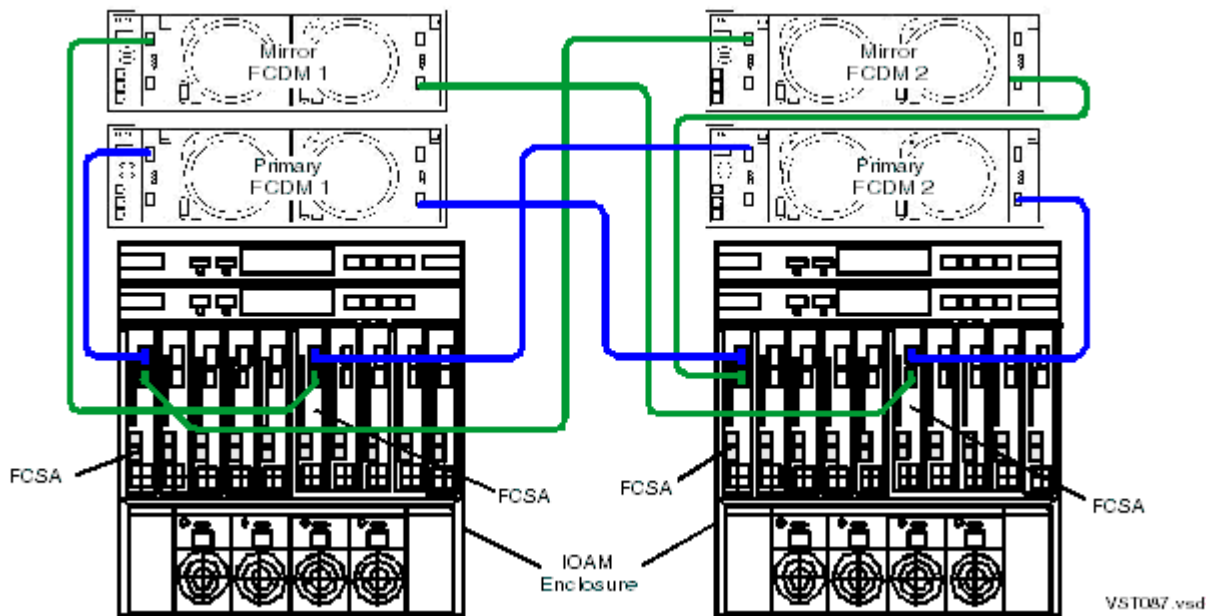 Mirror
FCDM 1
Mirror
FCDM 2
Primary
FCDM 1
Primary
FCDM 2
FCSA
FCSA
FCSA
FCSA
IOAM
Enclosure
VST087.vsd